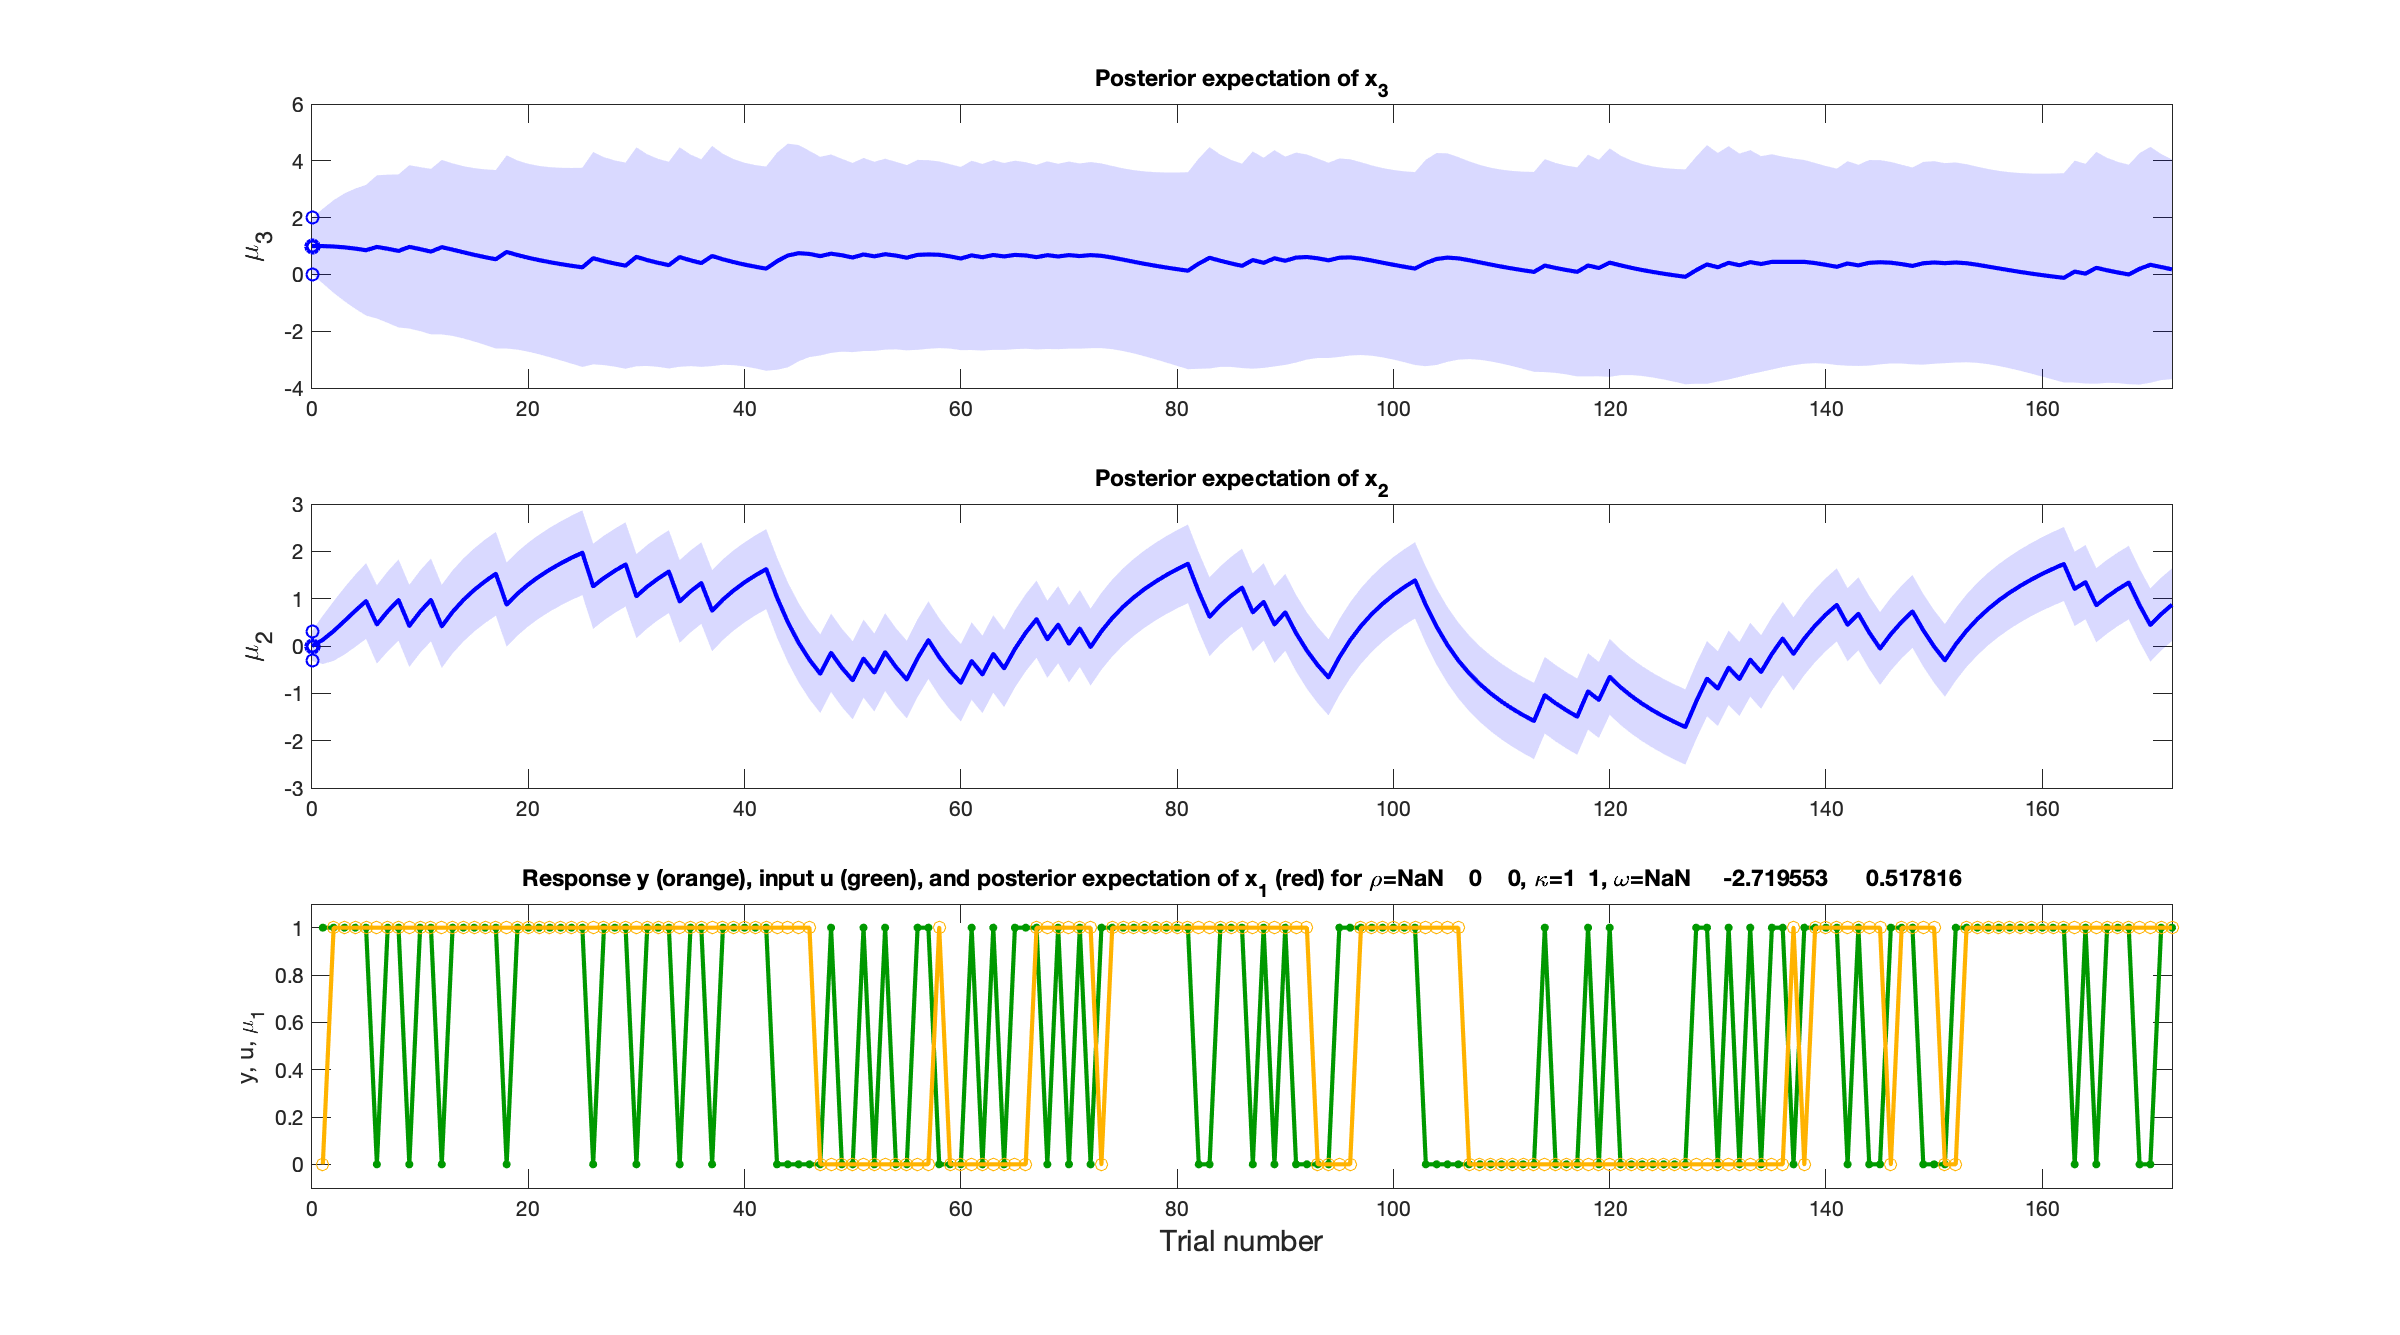 Posterior expectation of x3
6
4
2
0
-2
-4
μ3
0 20 40 60 80 100 120 140 160
Posterior expectation of x2
3
2
1
0
-1
-2
-3
μ2
0 20 40 60 80 100 120 140 160
Response y (orange), input u (green), and posterior expectation of x1 (red) for ρ=NaN 0 0, κ=1 1, ω=NaN -2.719553 0.517816
1
0.8
0.6
0.4
0.2
0
y, u, μ1
0 20 40 60 80 100 120 140 160
Trial number